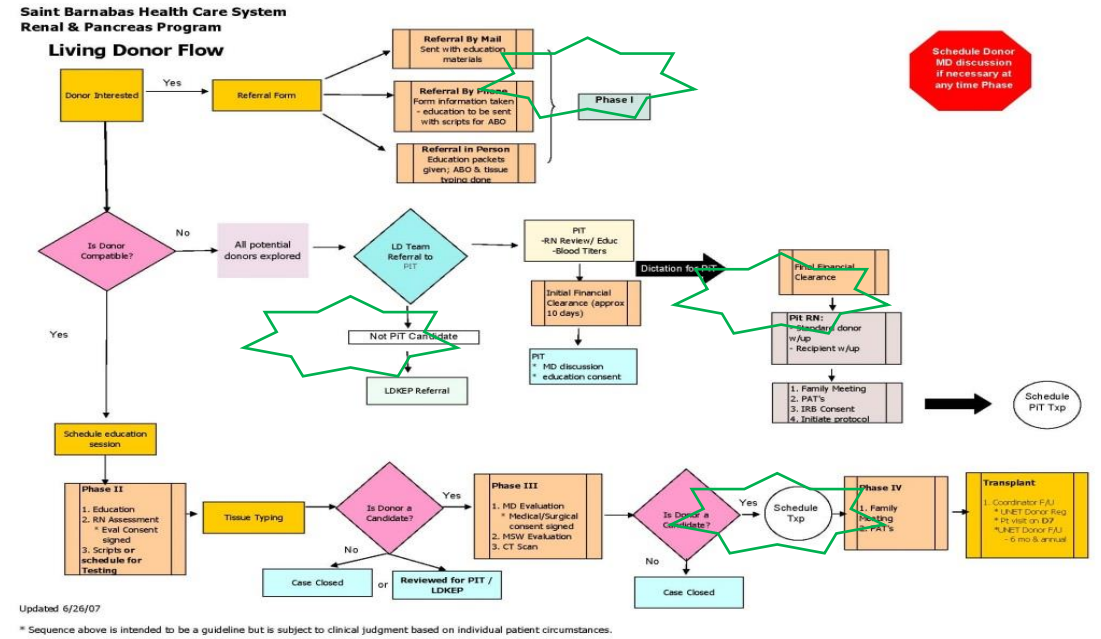 Saint Barnabas Health Care System
Renal & Pancreas Program
Living Donor Flow
Donor Interested
Yes
Referral Form
Referral By Mail
Sent with education
materials
Referral By Phone
Form information taken
- education to be sent
with scripts for ABO
Referral in Person
Education packets
given; ABO & tissue
typing done
Phase I
Schedule Donor
MD discussion
if necessary at
any time Phase
Is Donor
Compatible?
No
All potential
donors explored
LD Team
Referral to
PIT
Not PiT Candidate
LDKEP Referral
PIT
-RN Review/ Educ
-Blood Titers
Initial Financial
Clearance (approx
10 days)
PIT
* MD discussion
* education consent
Dictation for PiT
Final Financial
Clearance
Pit RN:
- Standard donor
w/up
- Recipient w/up
1. Family Meeting
2. PAT's
3. IRB Consent
4. Initiate protocol
Schedule
PiT Txp
Yes
Schedule education
session
Phase II
1. Education
2. RN Assessment
* Eval Consent
signed
3. Scripts or
schedule for
Testing
Tissue Typing
Is Donor a
Candidate?
Yes
No
Case Closed
or
Reviewed for PIT /
LDKEP
Phase III
1. MD Evaluation
* Medical/Surgical
consent signed
2. MSW Evaluation
3. CT Scan
Is Donor a
Candidate?
Yes
No
Case Closed
Schedule
Txp
Phase IV
1. Family
Meeting
2. PAT's
Transplant
1. Coordinator F/U
* UNET Donor Reg
* Pt visit on D7
*UNET Donor F/U
- 6 mo & annual
Updated 6/26/07
* Sequence above is intended to be a guideline but is subject to clinical judgment based on individual patient circumstances.